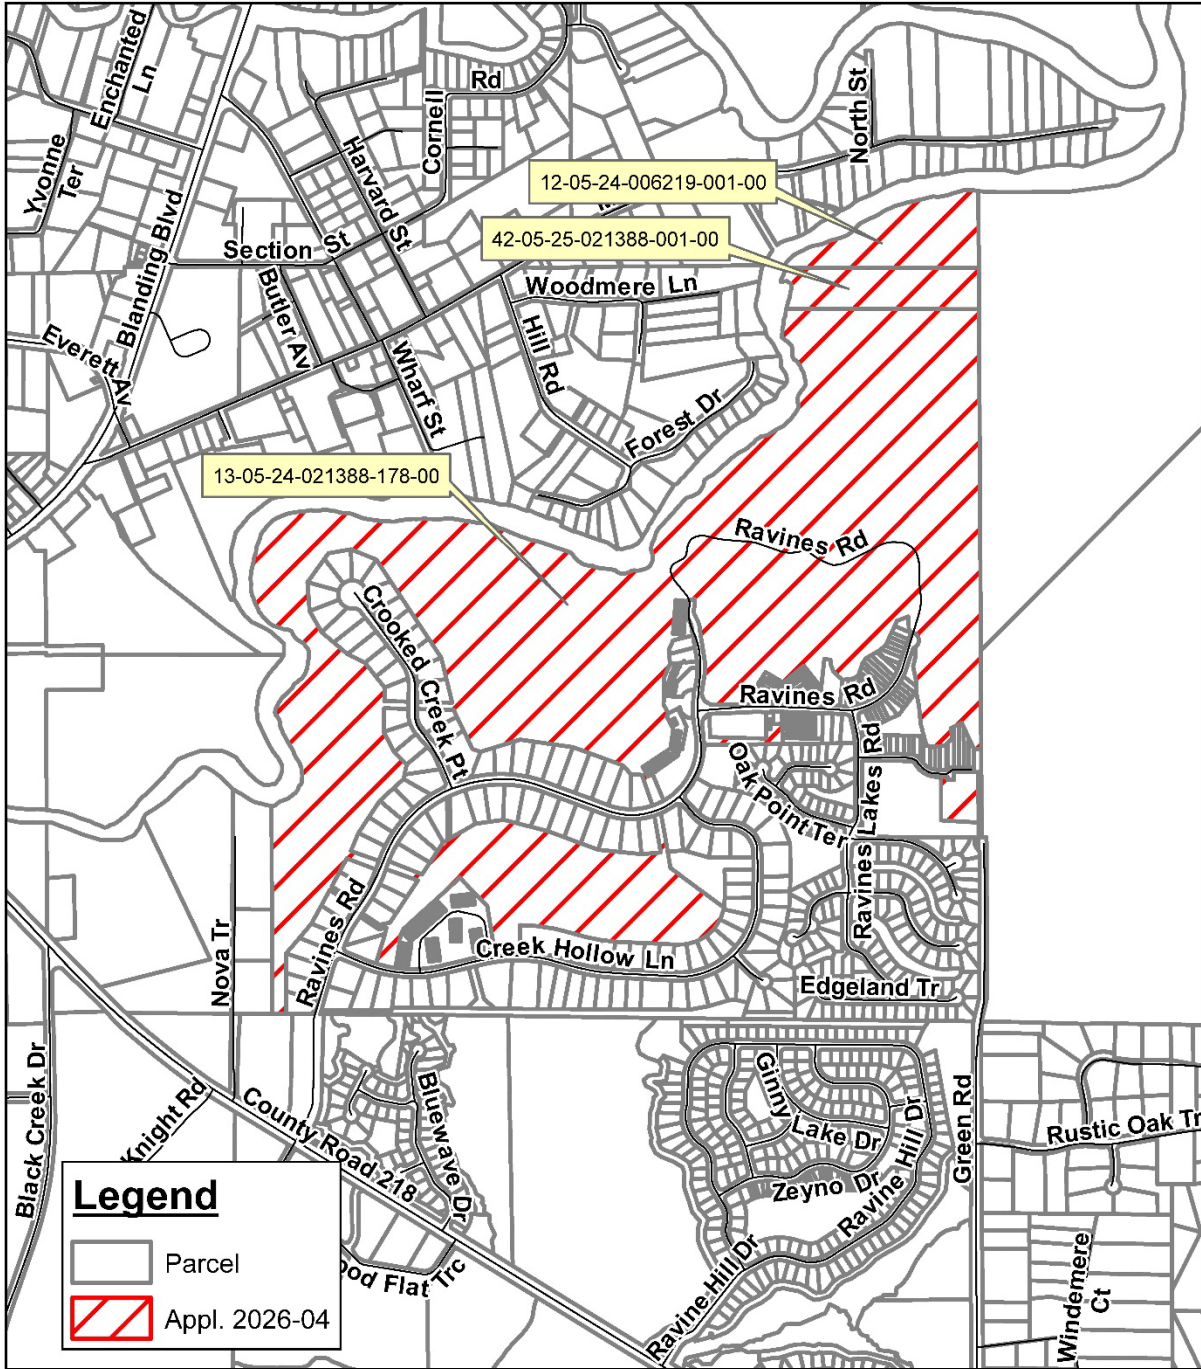 Enchanted
Ln
Yvonne
Ter
Blanding Blvd
Harvard St
Cornell
Rd
North St
12-05-24-006219-001-00
42-05-25-021388-001-00
Section St
Butler Av
Woodmere Ln
Everett Av
Hill Rd
Wharf St
Forest Dr
13-05-24-021388-178-00
Ravines Rd
Crooked Creek Pt
Ravines Rd
Oak Point Ter
Ravines Lakes Rd
Ravines Rd
Ravines
Creek Hollow Ln
Edgeland Tr
Nova Tr
Black Creek Dr
Knight Rd
County Road 218
Bluewave Dr
Ginny
Lake Dr
Zeyno Dr
Ravine Hill Dr
Ravine Hill Dr
Green Rd
Rustic Oak Tr
Windemere
Ct
ood Flat Trc
Legend
Parcel
Appl. 2026-04